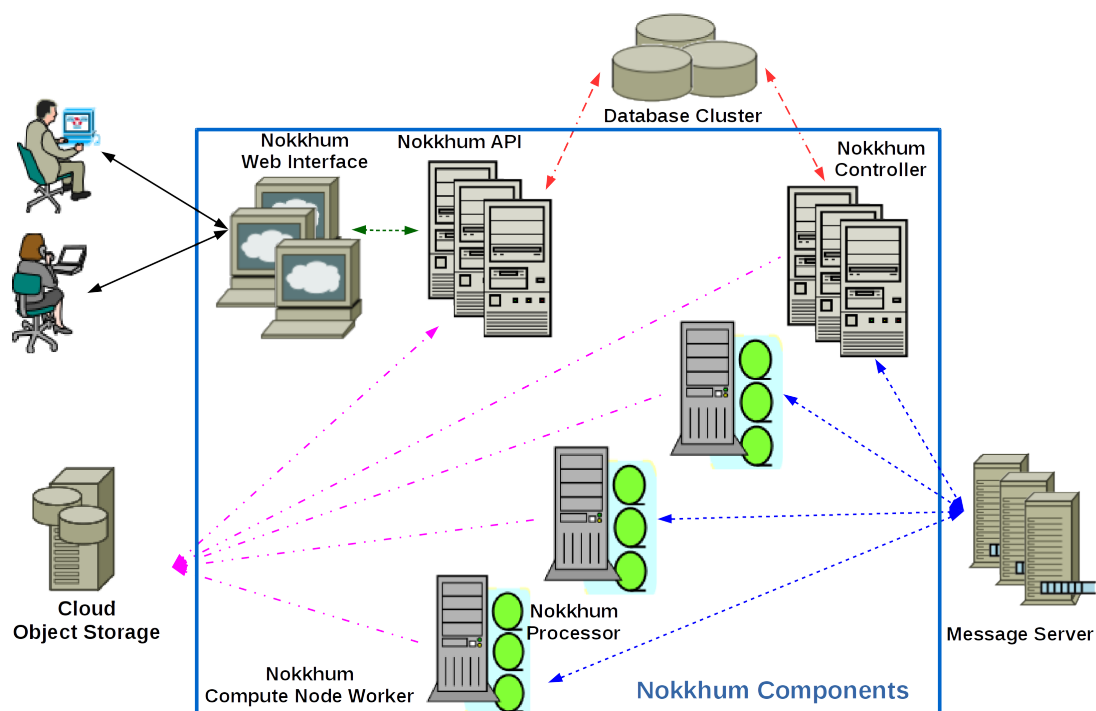 Database Cluster
Nokkhum
Web Interface
Nokkhum API
Nokkhum
Controller
Cloud
Object Storage
Nokkhum
Processor
Message Server
Nokkhum
Compute Node Worker
Nokkhum Components